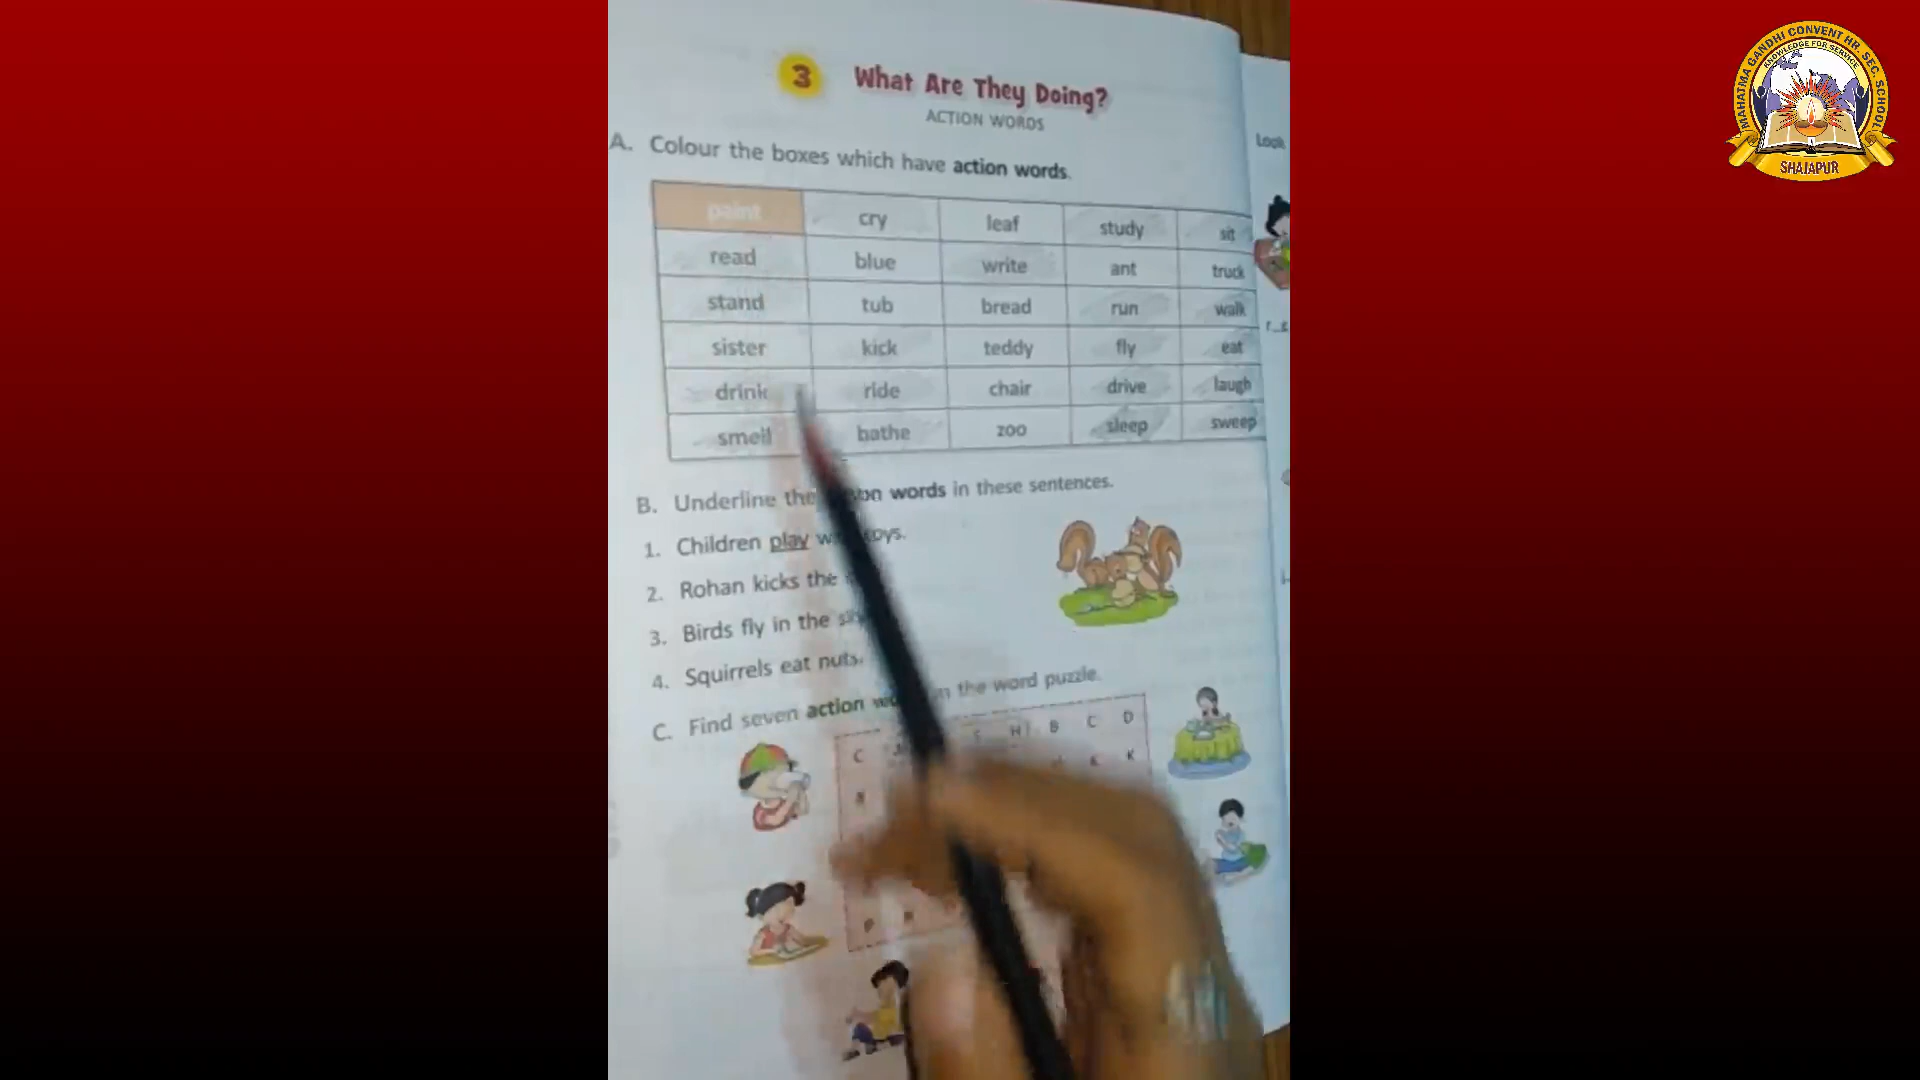 3 What Are They Doing?
ACTION WORDS
A. Colour the boxes which have action words.
paint cry leaf study sit
read blue write ant truck
stand tub bread run walk
sister kick teddy fly eat
drink ride chair drive laugh
smell bathe zoo sleep sweep
B. Underline the words in these sentences.
1. Children play toys.
2. Rohan kicks the
3. Birds fly in the
4. Squirrels eat nuts.
C. Find seven action the word puzzle.
C H B C D
K K
Look
MAHATMA GANDHI CONVENT HR. SEC. SCHOOL
KNOWLEDGE FOR SERVICE
SHAJAPUR